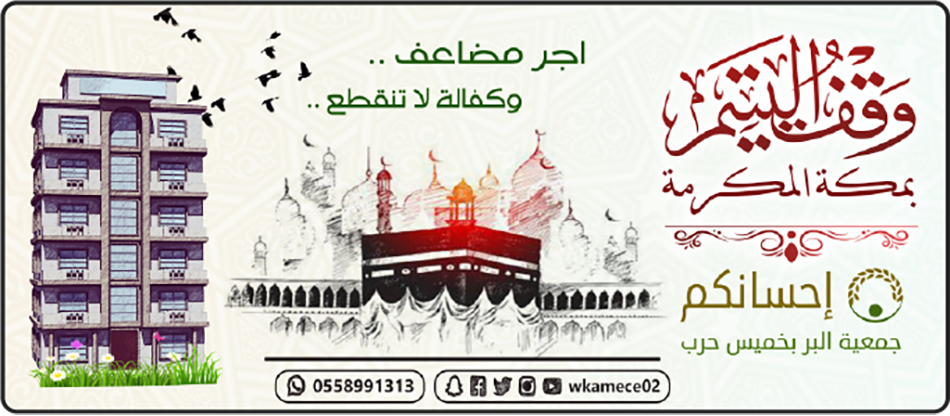 وقف اليتيم
بمكة المكرمة
اجر مضاعف ..
وكفالة لا تنقطع ..
إحسانكم
جمعية البر بخميس حرب
0558991313
wkamece02